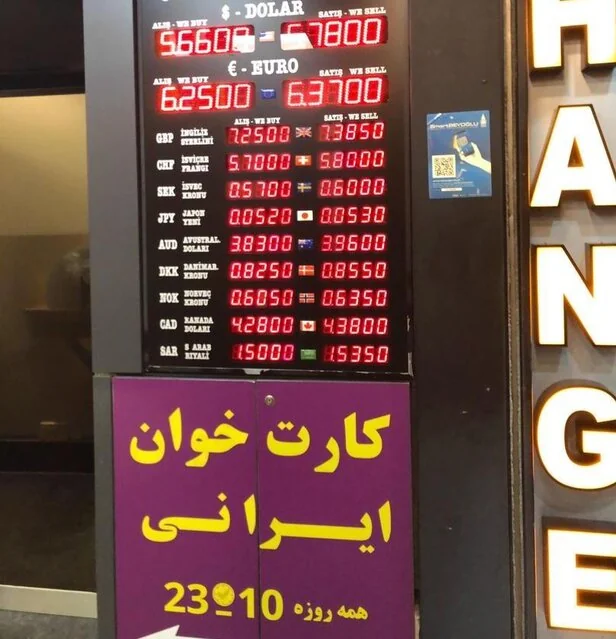 $ - DOLAR
ALIŞ - WE BUY SATIŞ - WE SELL
5.6600 5.7800
€ - EURO
ALIŞ - WE BUY SATIŞ - WE SELL
6.2500 6.3700
ALIŞ - WE BUY SATIŞ - WE SELL
GBP İNGİLİZ STERLİNİ 7.2500 7.3850
CHF İSVİÇRE FRANGI 5.7000 5.8000
SEK İSVEÇ KRONU 0.5700 0.6000
JPY JAPON YENİ 0.0520 0.0530
AUD AVUSTRAL. DOLARI 3.8300 3.9600
DKK DANİMAR. KRONU 0.8250 0.8550
NOK NORVEÇ KRONU 0.6050 0.6350
CAD KANADA DOLARI 4.2800 4.3800
SAR S ARAB RİYALİ 1.5000 1.5350
کارت خوان
ایرانی
همه روزه 10 23
HANGE